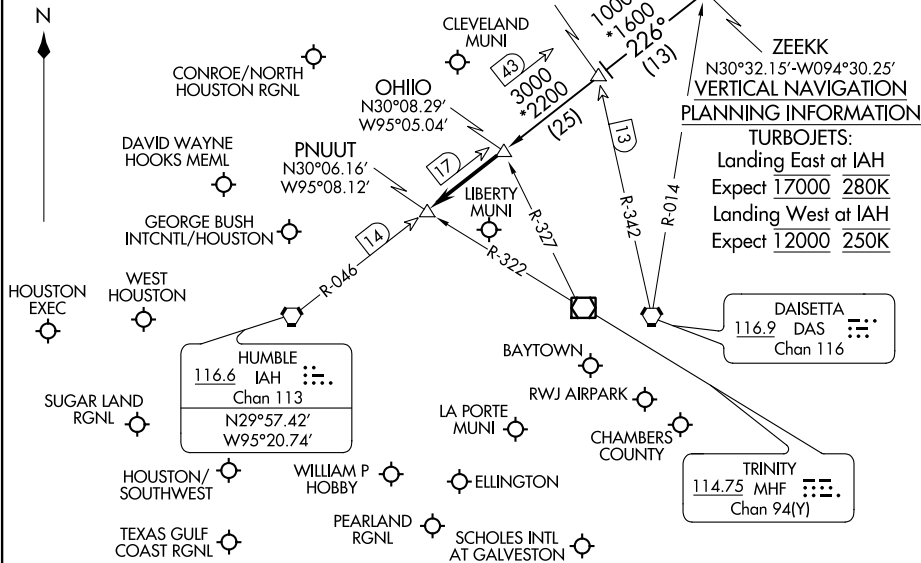 N
1000
*1600
226°
(13)
ZEEKK
N30°32.15'-W094°30.25'
VERTICAL NAVIGATION
PLANNING INFORMATION
TURBOJETS:
Landing East at IAH
Expect 17000 280K
Landing West at IAH
Expect 12000 250K
CLEVELAND
MUNI
CONROE/NORTH
HOUSTON RGNL
43
3000
*2200
(25)
OHIIO
N30°08.29'
W95°05.04'
13
DAVID WAYNE
HOOKS MEML
PNUUT
N30°06.16'
W95°08.12'
17
LIBERTY
MUNI
R-327
R-342
R-014
GEORGE BUSH
INTCNTL/HOUSTON
14
R-046
R-322
HOUSTON
EXEC
WEST
HOUSTON
DAISETTA
116.9 DAS
Chan 116
HUMBLE
116.6 IAH
Chan 113
N29°57.42'
W95°20.74'
BAYTOWN
RWJ AIRPARK
SUGAR LAND
RGNL
LA PORTE
MUNI
CHAMBERS
COUNTY
HOUSTON/
SOUTHWEST
WILLIAM P
HOBBY
ELLINGTON
TRINITY
114.75 MHF
Chan 94(Y)
PEARLAND
RGNL
TEXAS GULF
COAST RGNL
SCHOLES INTL
AT GALVESTON